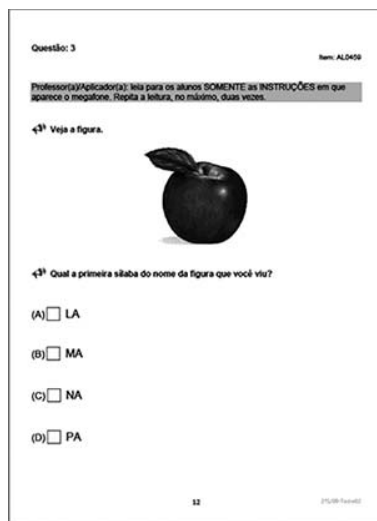 Questão: 3
Item: AL0459
Professor(a)/Aplicador(a): leia para os alunos SOMENTE as INSTRUÇÕES em que
aparece o megafone. Repita a leitura, no máximo, duas vezes.
Veja a figura.
Qual a primeira sílaba do nome da figura que você viu?
(A) LA
(B) MA
(C) NA
(D) PA
12